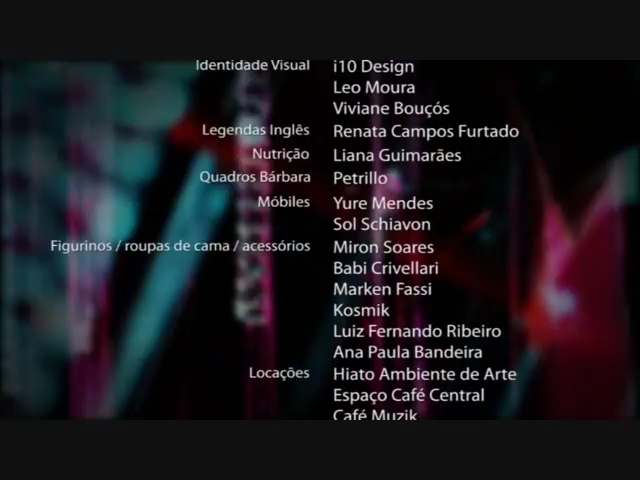 Identidade Visual i10 Design
Leo Moura
Viviane Bouçós
Legendas Inglês Renata Campos Furtado
Nutrição Liana Guimarães
Quadros Bárbara Petrillo
Móbiles Yure Mendes
Sol Schiavon
Figurinos / roupas de cama / acessórios Miron Soares
Babi Crivellari
Marken Fassi
Kosmik
Luiz Fernando Ribeiro
Ana Paula Bandeira
Locações Hiato Ambiente de Arte
Espaço Café Central
Café Muzik